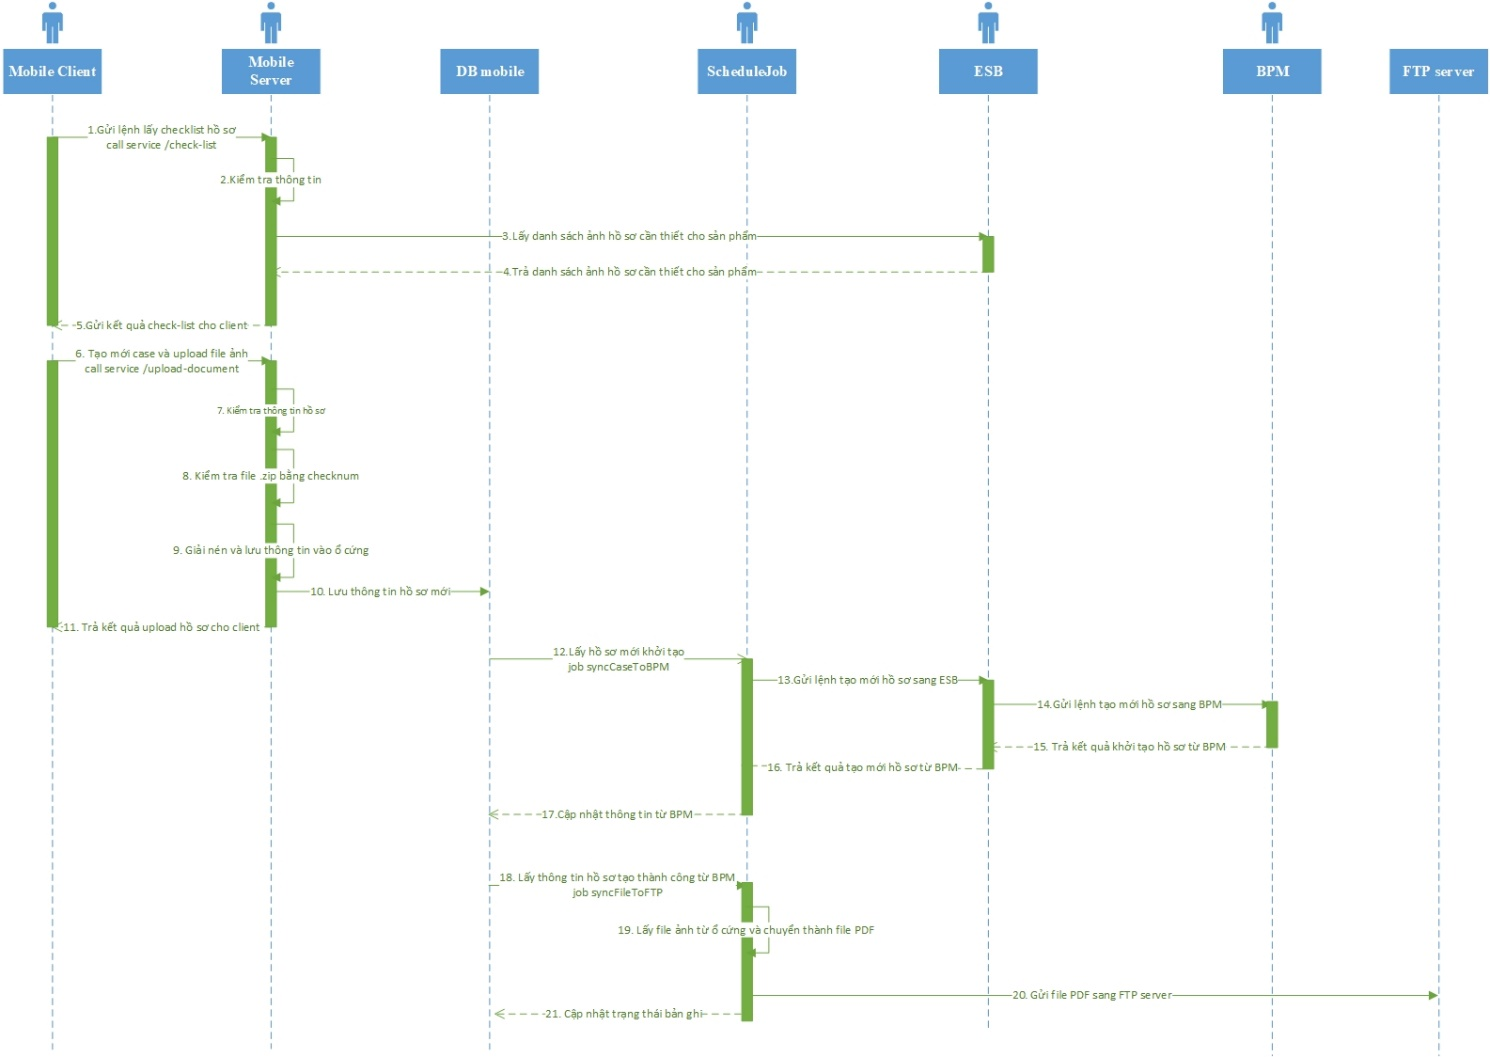 Mobile Client
Mobile
Server
DB mobile
ScheduleJob
ESB
BPM
FTP server
1.Gửi lệnh lấy checklist hồ sơ
call service /check-list
2.Kiểm tra thông tin
3.Lấy danh sách ảnh hồ sơ cần thiết cho sản phẩm
4.Trả danh sách ảnh hồ sơ cần thiết cho sản phẩm
5.Gửi kết quả check-list cho client
6. Tạo mới case và upload file ảnh
call service /upload-document
7. Kiểm tra thông tin hồ sơ
8. Kiểm tra file .zip bằng checknum
9. Giải nén và lưu thông tin vào ổ cứng
10. Lưu thông tin hồ sơ mới
11. Trả kết quả upload hồ sơ cho client
12.Lấy hồ sơ mới khởi tạo
job syncCaseToBPM
13.Gửi lệnh tạo mới hồ sơ sang ESB
14.Gửi lệnh tạo mới hồ sơ sang BPM
15. Trả kết quả khởi tạo hồ sơ từ BPM
16. Trả kết quả tạo mới hồ sơ từ BPM
17.Cập nhật thông tin từ BPM
18. Lấy thông tin hồ sơ tạo thành công từ BPM
job syncFileToFTP
19. Lấy file ảnh từ ổ cứng và chuyển thành file PDF
20. Gửi file PDF sang FTP server
21. Cập nhật trạng thái bản ghi